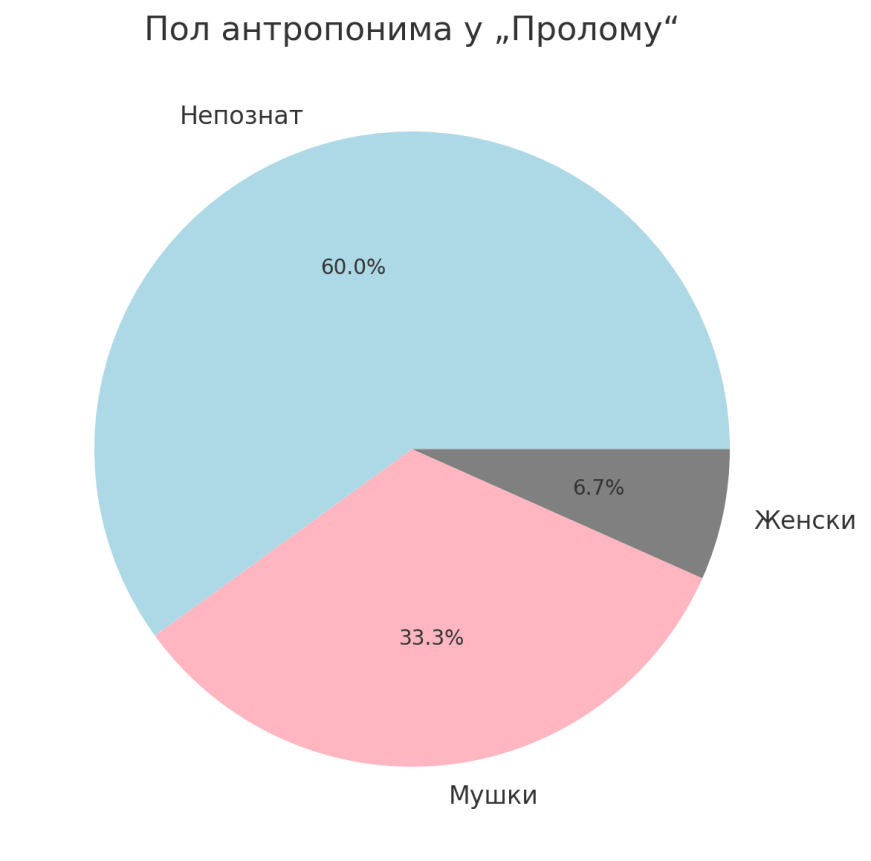 Пол антропонима у „Пролому“
Непознат
60.0%
6.7%
Женски
33.3%
Мушки